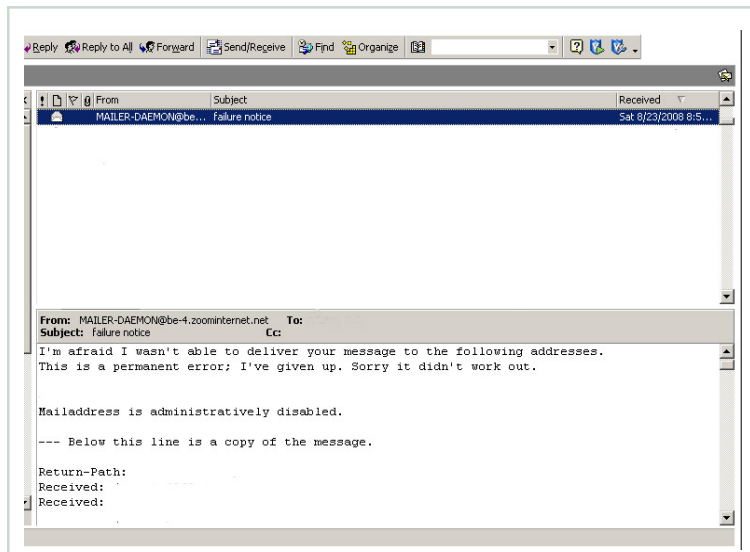 Reply Reply to All Forward Send/Receive Find Organize
! From Subject Received
MAILER-DAEMON@be... failure notice Sat 8/23/2008 8:5...
From: MAILER-DAEMON@be-4.zoominternet.net To:
Subject: failure notice Cc:
I'm afraid I wasn't able to deliver your message to the following addresses.
This is a permanent error; I've given up. Sorry it didn't work out.
Mailaddress is administratively disabled.
--- Below this line is a copy of the message.
Return-Path:
Received:
Received: